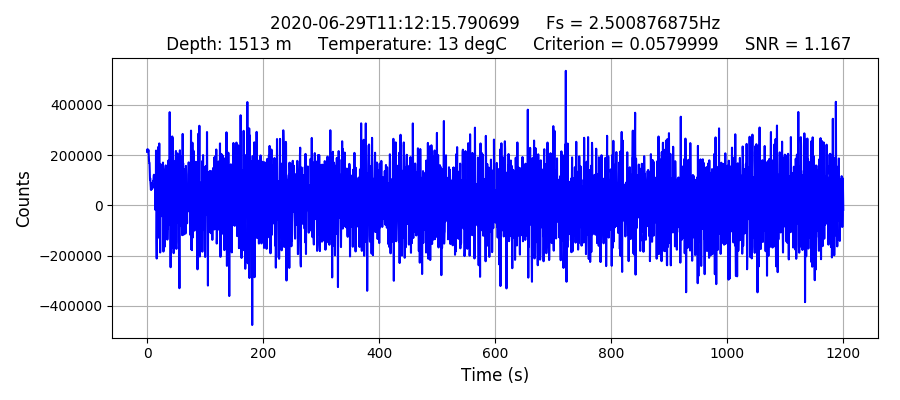 2020-06-29T11:12:15.790699 Fs = 2.500876875Hz
Depth: 1513 m Temperature: 13 degC Criterion = 0.0579999 SNR = 1.167
400000
200000
0
−200000
−400000
Counts
0 200 400 600 800 1000 1200
Time (s)